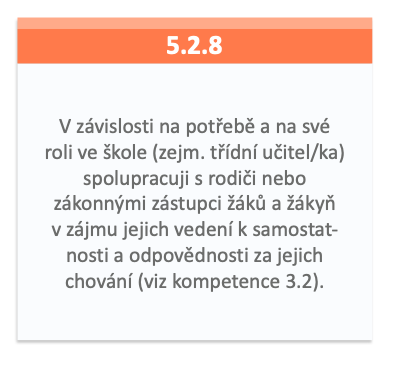 5.2.8
V závislosti na potřebě a na své
roli ve škole (zejm. třídní učitel/ka)
spolupracuji s rodiči nebo
zákonnými zástupci žáků a žákyň
v zájmu jejich vedení k samostat-
nosti a odpovědnosti za jejich
chování (viz kompetence 3.2).